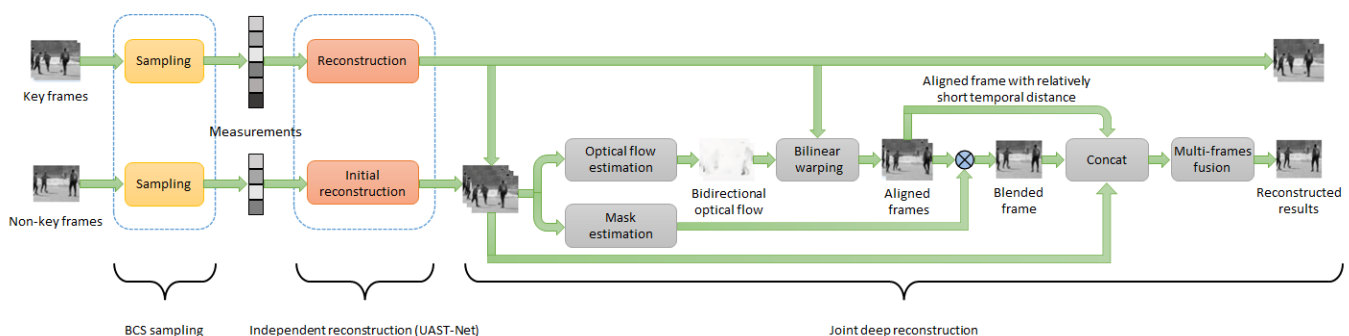 Sampling
Reconstruction
Key frames
Measurements
Aligned frame with relatively
short temporal distance
Sampling
Initial
reconstruction
Optical flow
estimation
Bilinear
warping
Concat
Multi-frames
fusion
Non-key frames
Bidirectional
optical flow
Aligned
frames
Blended
frame
Reconstructed
results
Mask
estimation
BCS sampling
Independent reconstruction (UAST-Net)
Joint deep reconstruction